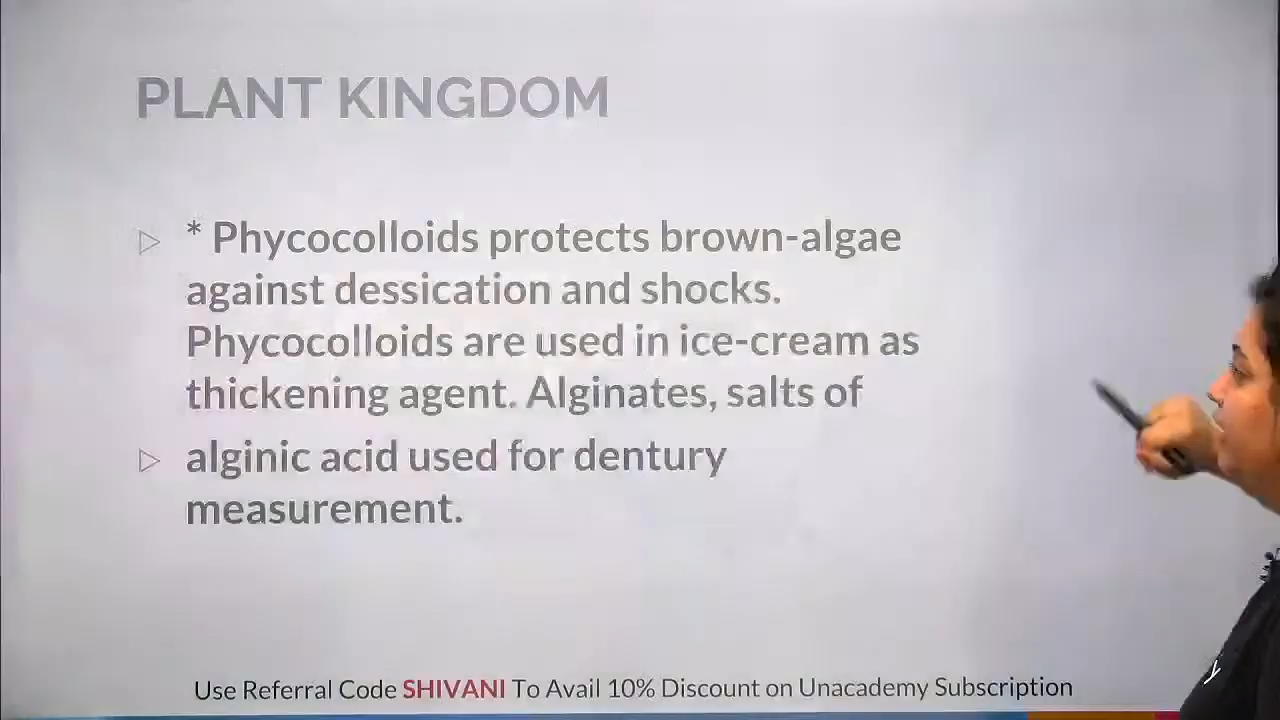 PLANT KINGDOM
* Phycocolloids protects brown-algae
against dessication and shocks.
Phycocolloids are used in ice-cream as
thickening agent. Alginates, salts of
alginic acid used for dentury
measurement.
Use Referral Code SHIVANI To Avail 10% Discount on Unacademy Subscription